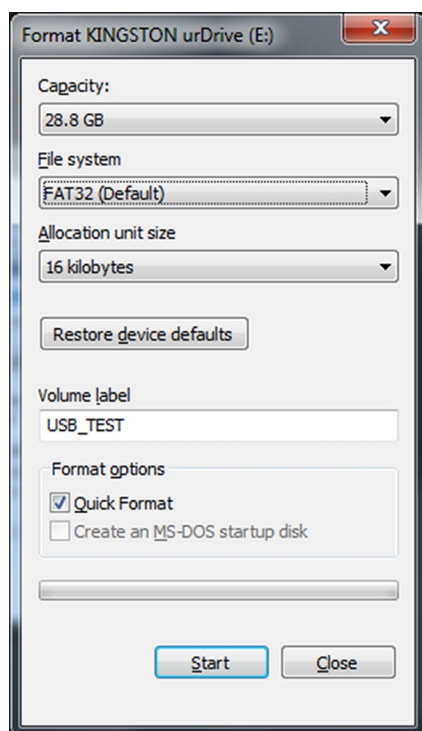 Format KINGSTON urDrive (E:)
Capacity:
28.8 GB
File system
FAT32 (Default)
Allocation unit size
16 kilobytes
Restore device defaults
Volume label
USB_TEST
Format options
Quick Format
Create an MS-DOS startup disk
Start
Close